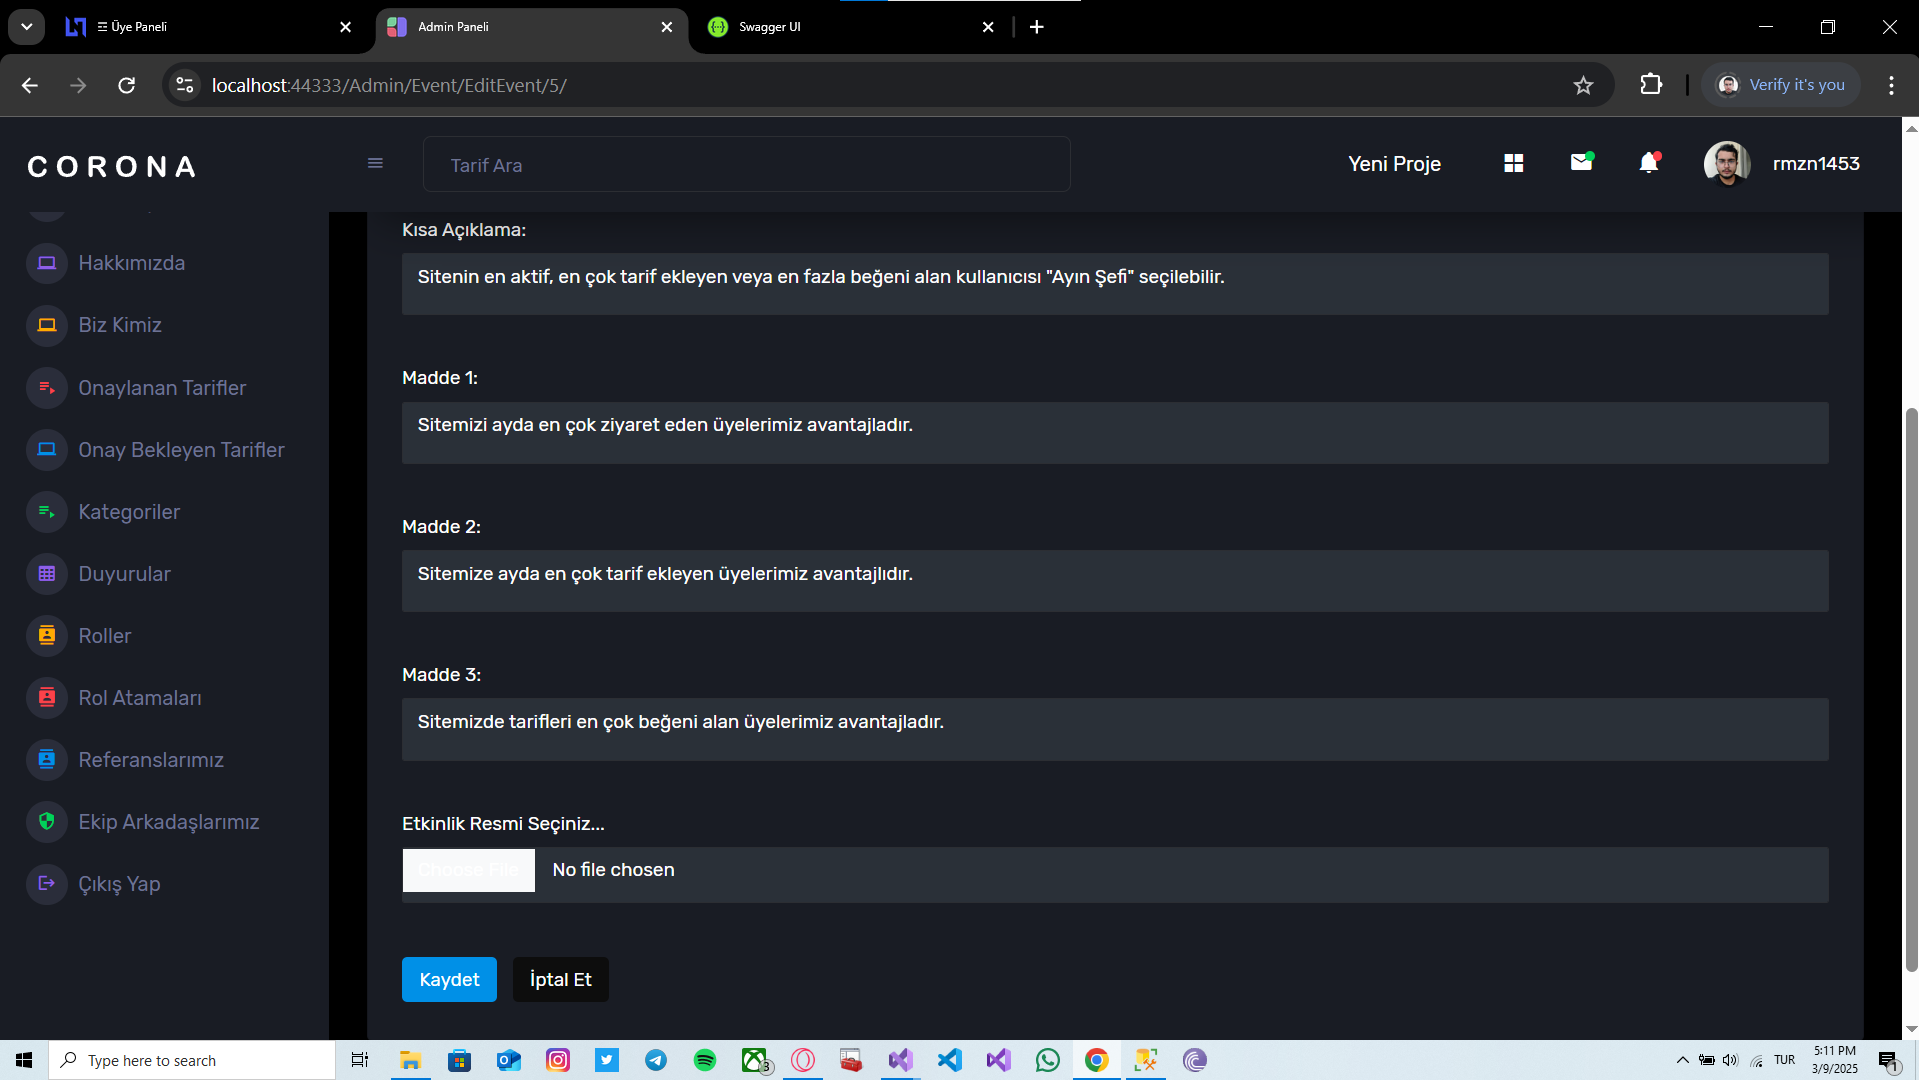 Üye Paneli
Admin Paneli
Swagger UI
localhost:44333/Admin/Event/EditEvent/5/
Verify it's you
CORONA
Tarif Ara
Yeni Proje
rmzn1453
Hakkımızda
Biz Kimiz
Onaylanan Tarifler
Onay Bekleyen Tarifler
Kategoriler
Duyurular
Roller
Rol Atamaları
Referanslarımız
Ekip Arkadaşlarımız
Çıkış Yap
Kısa Açıklama:
Sitenin en aktif, en çok tarif ekleyen veya en fazla beğeni alan kullanıcısı "Ayın Şefi" seçilebilir.
Madde 1:
Sitemizi ayda en çok ziyaret eden üyelerimiz avantajladır.
Madde 2:
Sitemize ayda en çok tarif ekleyen üyelerimiz avantajlıdır.
Madde 3:
Sitemizde tarifleri en çok beğeni alan üyelerimiz avantajladır.
Etkinlik Resmi Seçiniz...
Choose File No file chosen
Kaydet
İptal Et
Type here to search
3
TUR
5:11 PM
3/9/2025
1